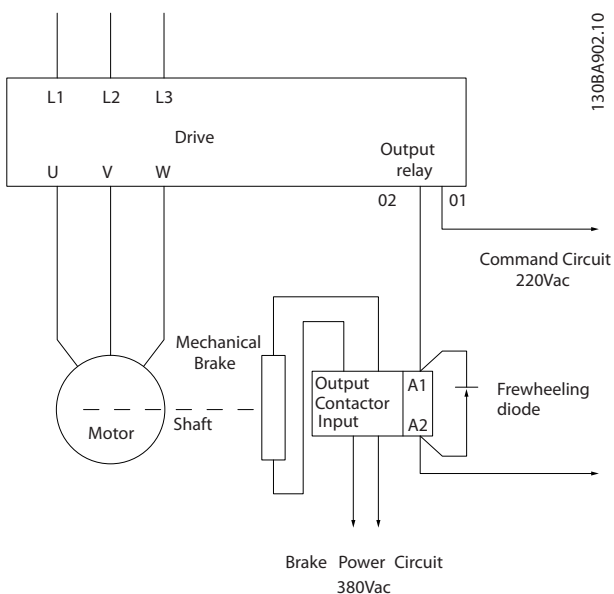 130BA902.10
L1 L2 L3
Drive
Output
relay
U V W
02 01
Command Circuit
220Vac
Mechanical
Brake
Output
Contactor
Input
A1
A2
Frewheeling
diode
Shaft
Motor
Brake Power Circuit
380Vac